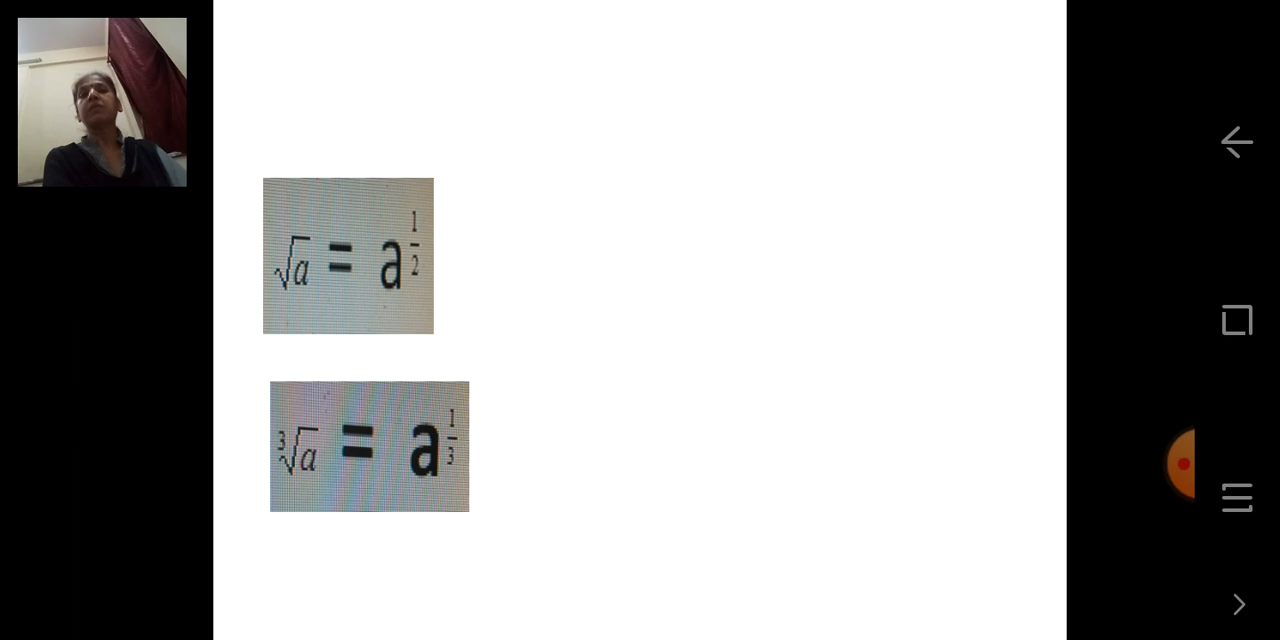 √a = a^(1/2)
∛a = a^(1/3)